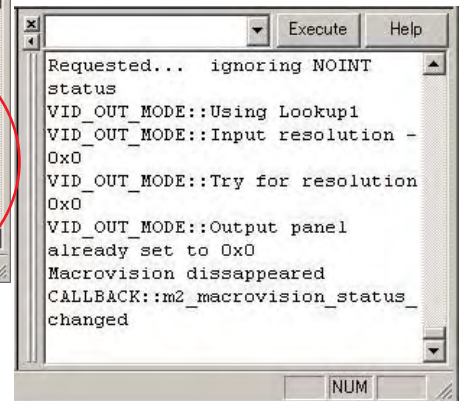 Execute Help
Requested... ignoring NOINT
status
VID_OUT_MODE::Using Lookup1
VID_OUT_MODE::Input resolution -
0x0
VID_OUT_MODE::Try for resolution
0x0
VID_OUT_MODE::Output panel
already set to 0x0
Macrovision dissappeared
CALLBACK::m2_macrovision_status_
changed
NUM